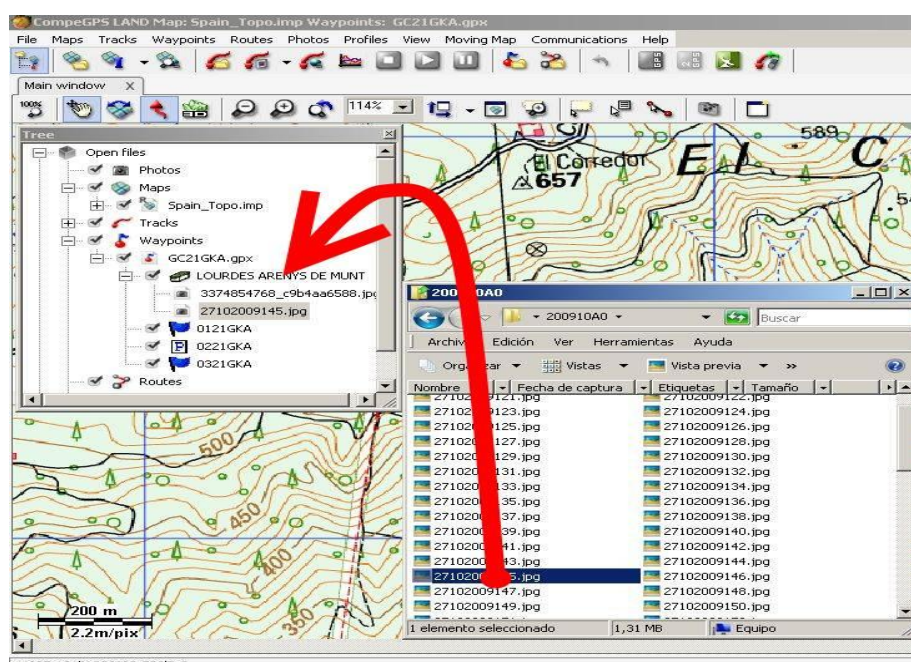 CompeGPS LAND Map: Spain_Topo.imp Waypoints: GC21GKA.gpx
File Maps Tracks Waypoints Routes Photos Profiles View Moving Map Communications Help
Main window X
100% 114%
Tree
Open files
Photos
Maps
Spain_Topo.imp
Tracks
Waypoints
GC21GKA.gpx
LOURDES ARENYS DE MUNT
3374854768_c9b4aa6588.jp
27102009145.jpg
0121GKA
P 0221GKA
0321GKA
Routes
El Corredor
657
589
E L C
500
450
400
350
200 m
2.2m/pix
200910A0
Buscar
Edición Ver Herramientas Ayuda
Vistas Vista previa »
Nombre Fecha de captura Etiquetas Tamaño
27102009122.jpg
27102009124.jpg
27102009126.jpg
27102009128.jpg
27102009130.jpg
27102009132.jpg
27102009134.jpg
27102009136.jpg
27102009138.jpg
27102009140.jpg
27102009142.jpg
27102009144.jpg
27102009146.jpg
27102009147.jpg 27102009148.jpg
27102009149.jpg 27102009150.jpg
1 elemento seleccionado 1,31 MB Equipo